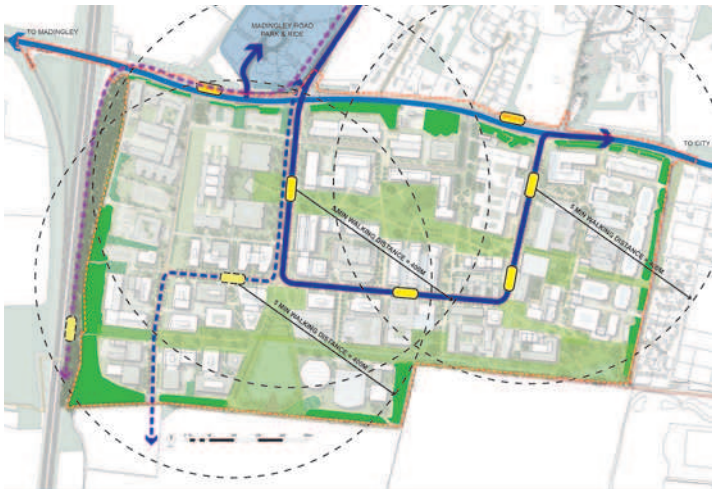 TO MADINGLEY
MADINGLEY ROAD
PARK & RIDE
TO CITY
5 MIN WALKING DISTANCE = 400M
5 MIN WALKING DISTANCE = 400M
5 MIN WALKING DISTANCE = 400M